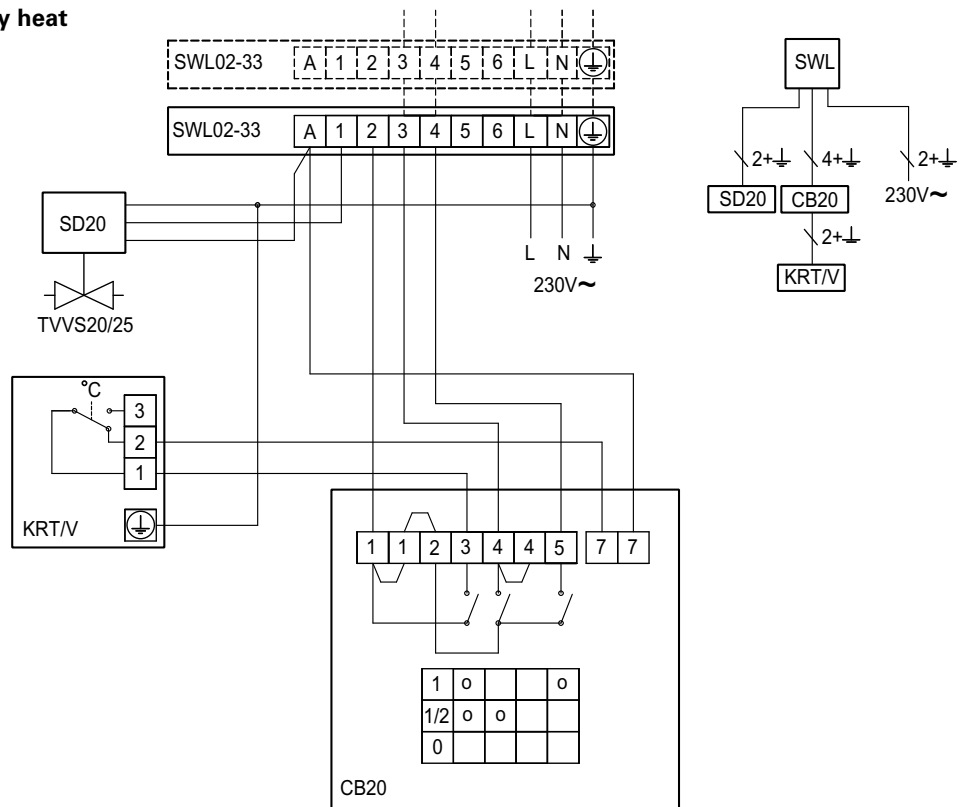 y heat
SWL02-33 A 1 2 3 4 5 6 L N
SWL02-33 A 1 2 3 4 5 6 L N
SD20
TVVS20/25
L N
230V~
SWL
2+ 4+ 2+
SD20 CB20 230V~
2+
KRT/V
°C
3
2
1
KRT/V
1 1 2 3 4 4 5 7 7
1 o o
1/2 o o
0
CB20